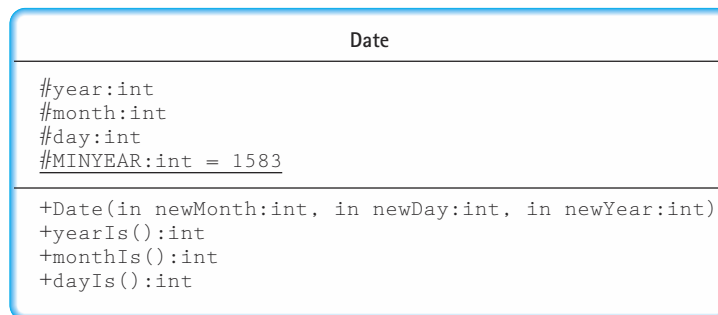 Date
#year:int
#month:int
#day:int
#MINYEAR:int = 1583
+Date(in newMonth:int, in newDay:int, in newYear:int)
+yearIs():int
+monthIs():int
+dayIs():int